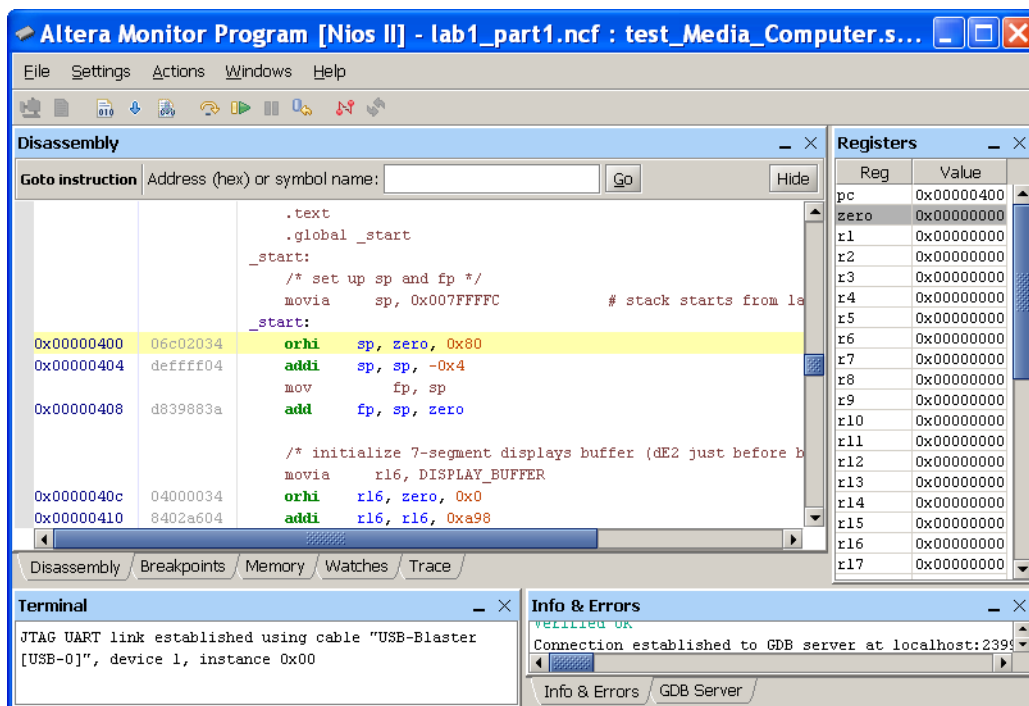 Altera Monitor Program [Nios II] - lab1_part1.ncf : test_Media_Computer.s...
File Settings Actions Windows Help
Disassembly
Goto instruction Address (hex) or symbol name: Go Hide
.text
.global _start
_start:
/* set up sp and fp */
movia sp, 0x007FFFFC # stack starts from la
_start:
0x00000400 06c02034 orhi sp, zero, 0x80
0x00000404 deffff04 addi sp, sp, -0x4
mov fp, sp
0x00000408 d839883a add fp, sp, zero
/* initialize 7-segment displays buffer (dE2 just before b
movia r16, DISPLAY_BUFFER
0x0000040c 04000034 orhi r16, zero, 0x0
0x00000410 8402a604 addi r16, r16, 0xa98
Disassembly Breakpoints Memory Watches Trace
Registers
Reg Value
pc 0x00000400
zero 0x00000000
r1 0x00000000
r2 0x00000000
r3 0x00000000
r4 0x00000000
r5 0x00000000
r6 0x00000000
r7 0x00000000
r8 0x00000000
r9 0x00000000
r10 0x00000000
r11 0x00000000
r12 0x00000000
r13 0x00000000
r14 0x00000000
r15 0x00000000
r16 0x00000000
r17 0x00000000
Terminal
JTAG UART link established using cable "USB-Blaster
[USB-0]", device 1, instance 0x00
Info & Errors
Verified OK
Connection established to GDB server at localhost:2399
Info & Errors GDB Server